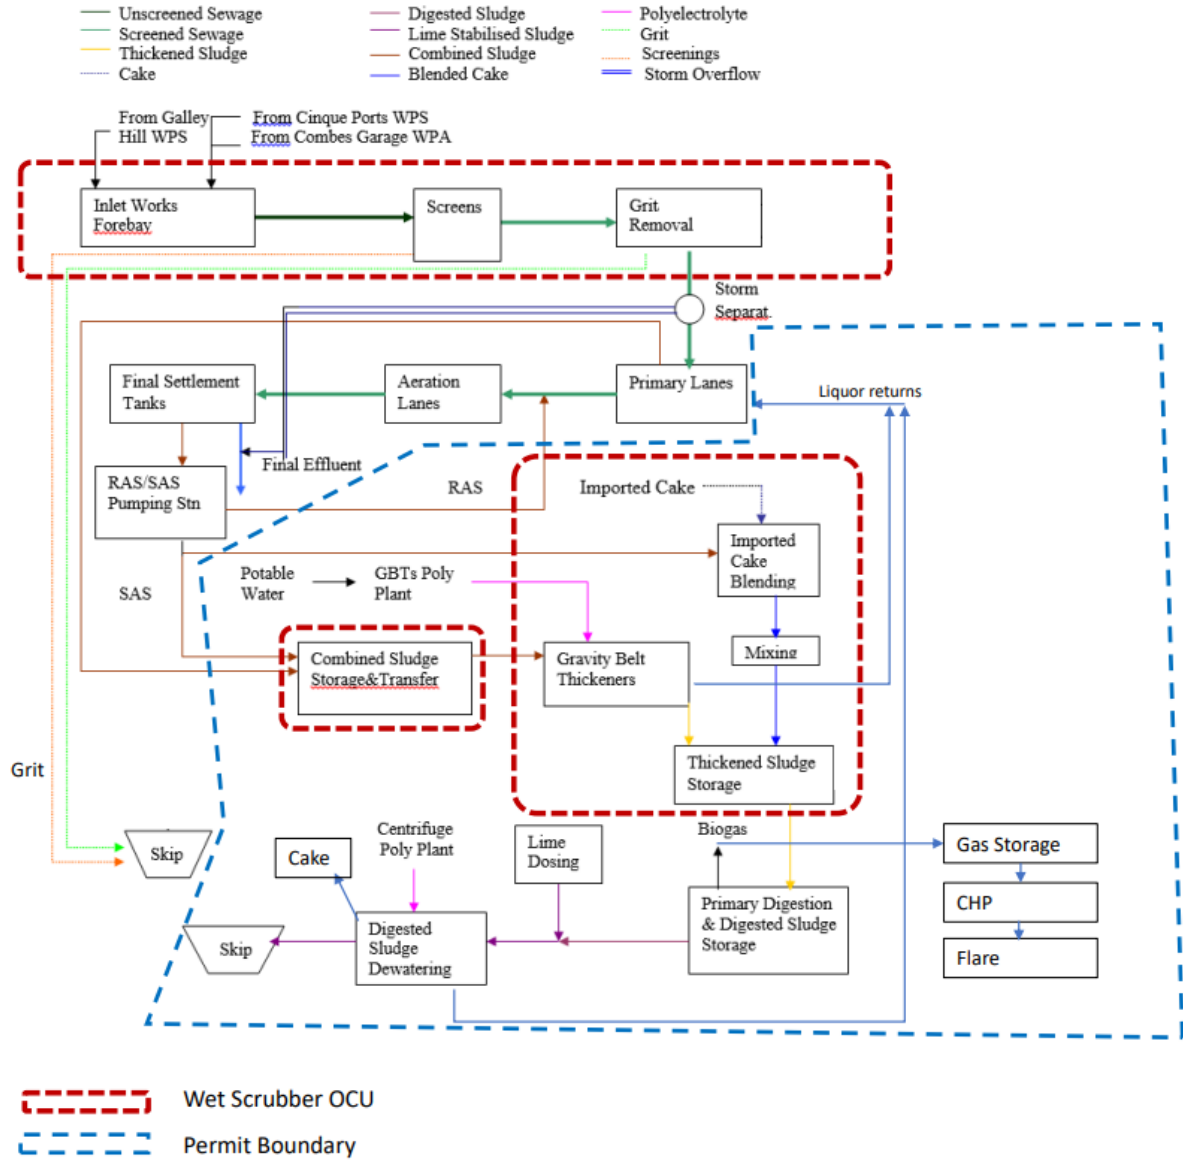 Unscreened Sewage
Screened Sewage
Thickened Sludge
Cake
Digested Sludge
Lime Stabilised Sludge
Combined Sludge
Blended Cake
Polyelectrolyte
Grit
Screenings
Storm Overflow
From Galley
Hill WPS
From Cinque Ports WPS
From Combes Garage WPA
Inlet Works
Forebay
Screens
Grit
Removal
Storm
Separat
Final Settlement
Tanks
Aeration
Lanes
Primary Lanes
Liquor returns
Final Effluent
RAS/SAS
Pumping Stn
RAS
Imported Cake
Imported
Cake
Blending
SAS
Potable
Water
GBTs Poly
Plant
Mixing
Combined Sludge
Storage&Transfer
Gravity Belt
Thickeners
Thickened Sludge
Storage
Grit
Skip
Cake
Centrifuge
Poly Plant
Lime
Dosing
Biogas
Gas Storage
CHP
Flare
Primary Digestion
& Digested Sludge
Storage
Digested
Sludge
Dewatering
Skip
Wet Scrubber OCU
Permit Boundary